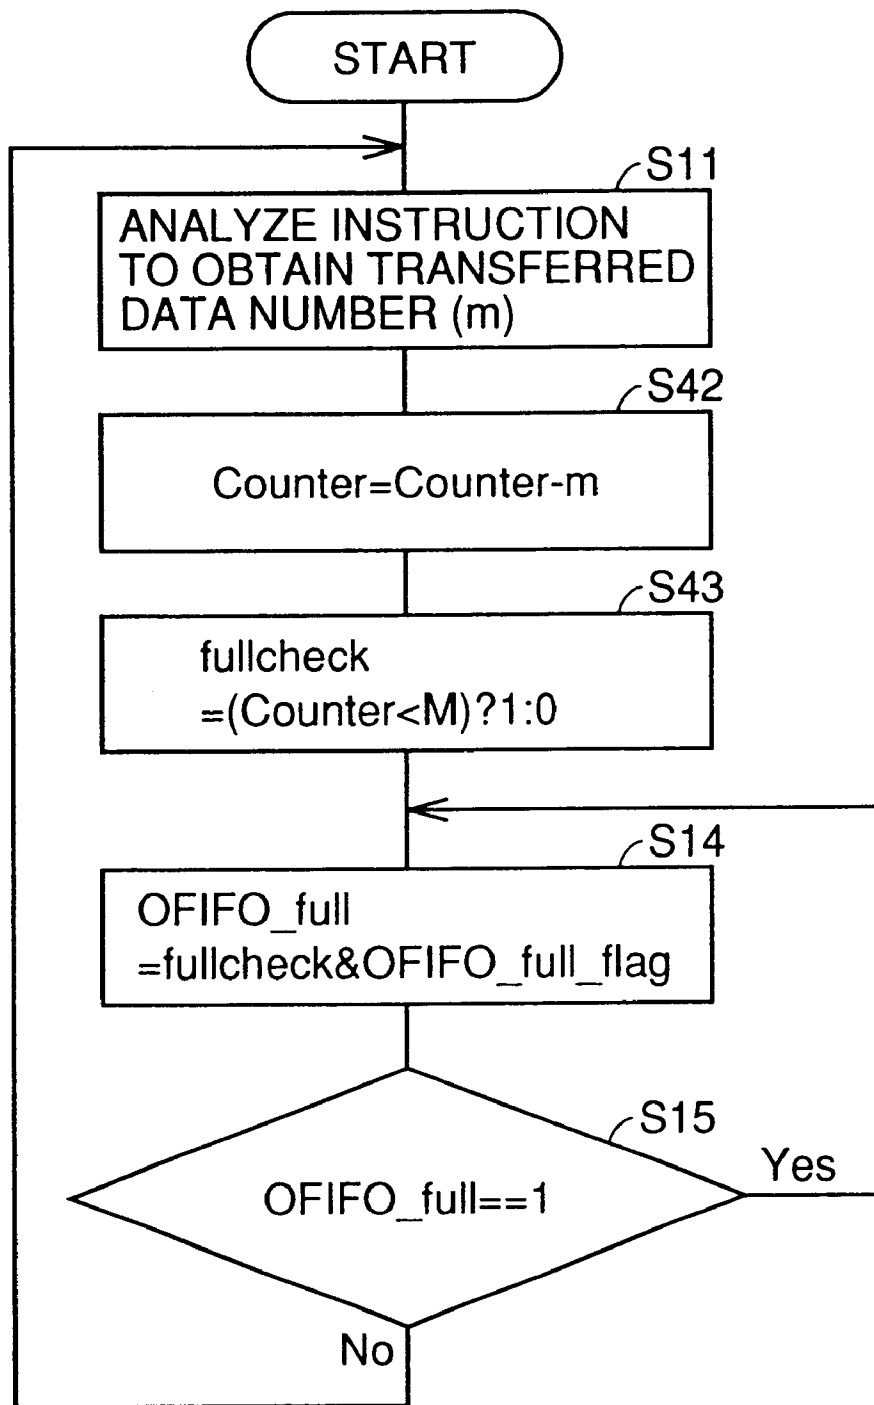 START
S11
ANALYZE INSTRUCTION
TO OBTAIN TRANSFERRED
DATA NUMBER (m)
S42
Counter=Counter-m
S43
fullcheck
=(Counter<M)?1:0
S14
OFIFO_full
=fullcheck&OFIFO_full_flag
S15
OFIFO_full==1
Yes
No